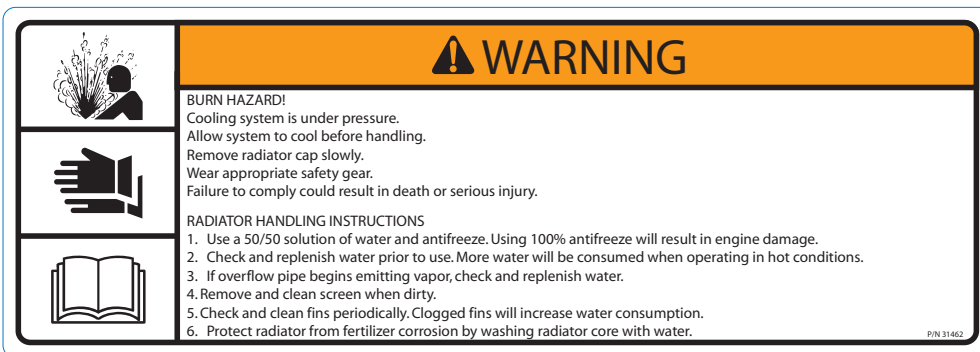 WARNING
BURN HAZARD!
Cooling system is under pressure.
Allow system to cool before handling.
Remove radiator cap slowly.
Wear appropriate safety gear.
Failure to comply could result in death or serious injury.
RADIATOR HANDLING INSTRUCTIONS
1. Use a 50/50 solution of water and antifreeze. Using 100% antifreeze will result in engine damage.
2. Check and replenish water prior to use. More water will be consumed when operating in hot conditions.
3. If overflow pipe begins emitting vapor, check and replenish water.
4. Remove and clean screen when dirty.
5. Check and clean fins periodically. Clogged fins will increase water consumption.
6. Protect radiator from fertilizer corrosion by washing radiator core with water.
P/N 31462